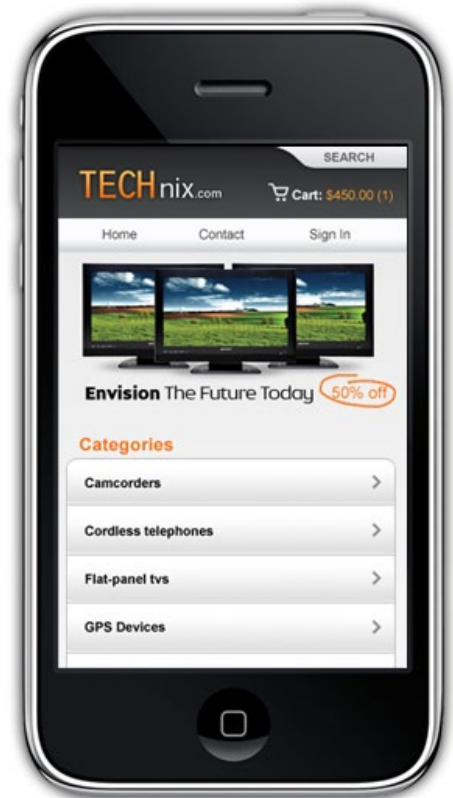 SEARCH
TECHnix.com
Cart: $450.00 (1)
Home Contact Sign In
Envision The Future Today 50% off
Categories
Camcorders
Cordless telephones
Flat-panel tvs
GPS Devices